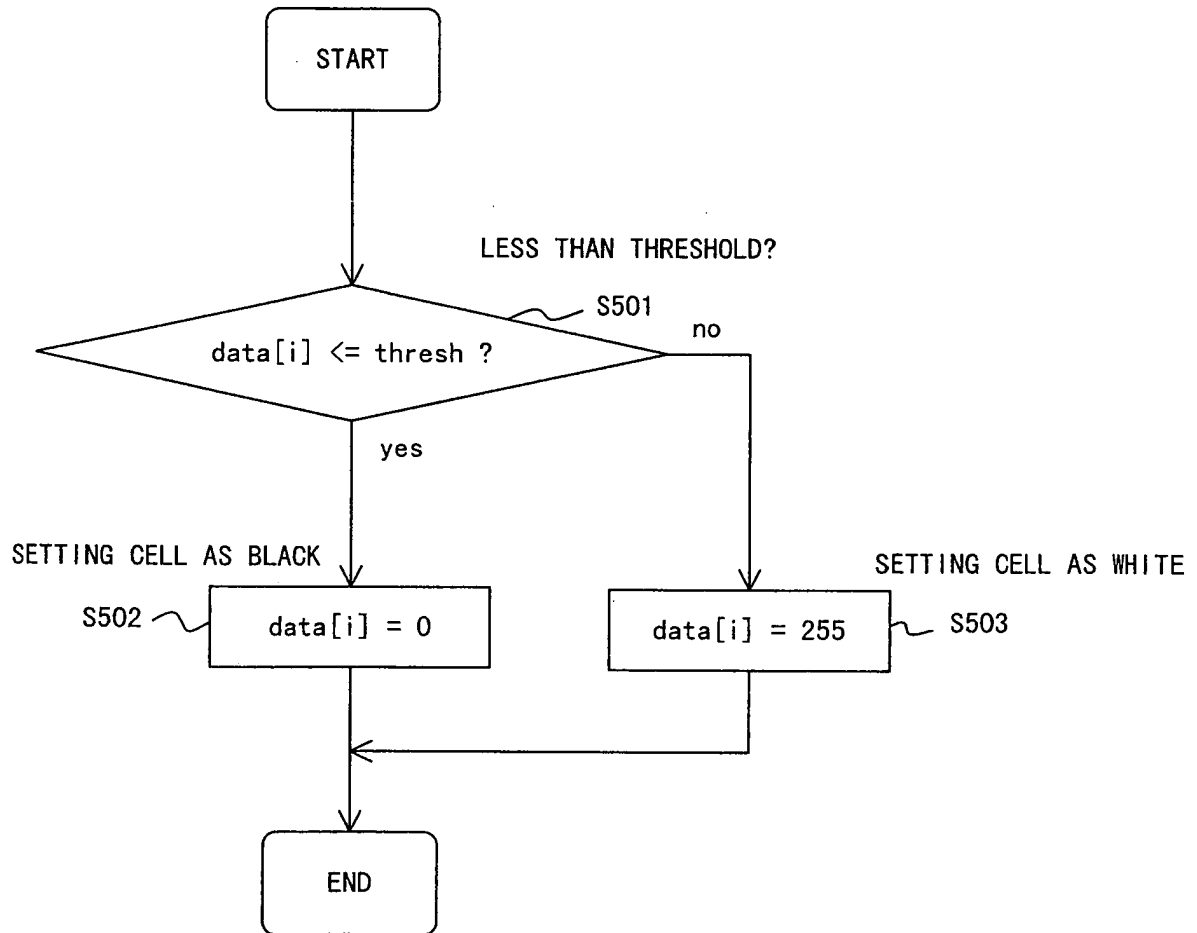 START
LESS THAN THRESHOLD?
S501
data[i] <= thresh ?
no
yes
SETTING CELL AS BLACK
SETTING CELL AS WHITE
S502
data[i] = 0
data[i] = 255
S503
END